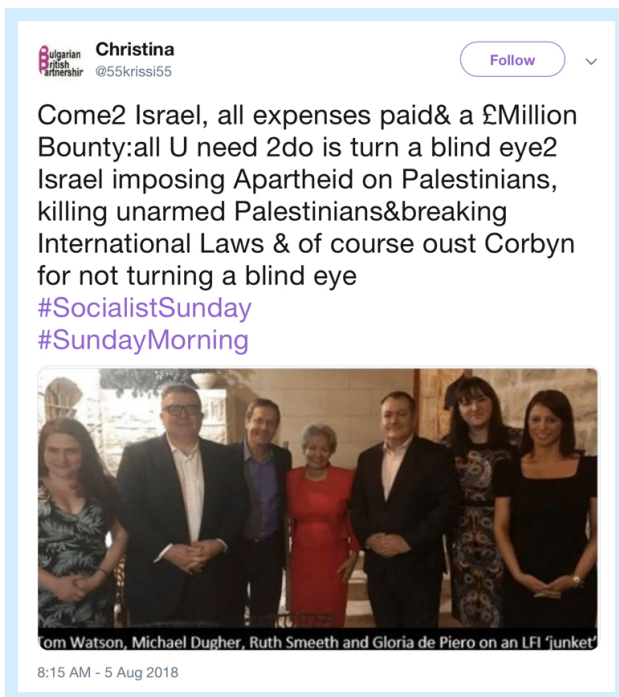 Bulgarian
British
Partnership
Christina
@55krissi55
Follow
Come2 Israel, all expenses paid& a £Million
Bounty:all U need 2do is turn a blind eye2
Israel imposing Apartheid on Palestinians,
killing unarmed Palestinians&breaking
International Laws & of course oust Corbyn
for not turning a blind eye
#SocialistSunday
#SundayMorning
Tom Watson, Michael Dugher, Ruth Smeeth and Gloria de Piero on an LFI ‘junket’
8:15 AM - 5 Aug 2018